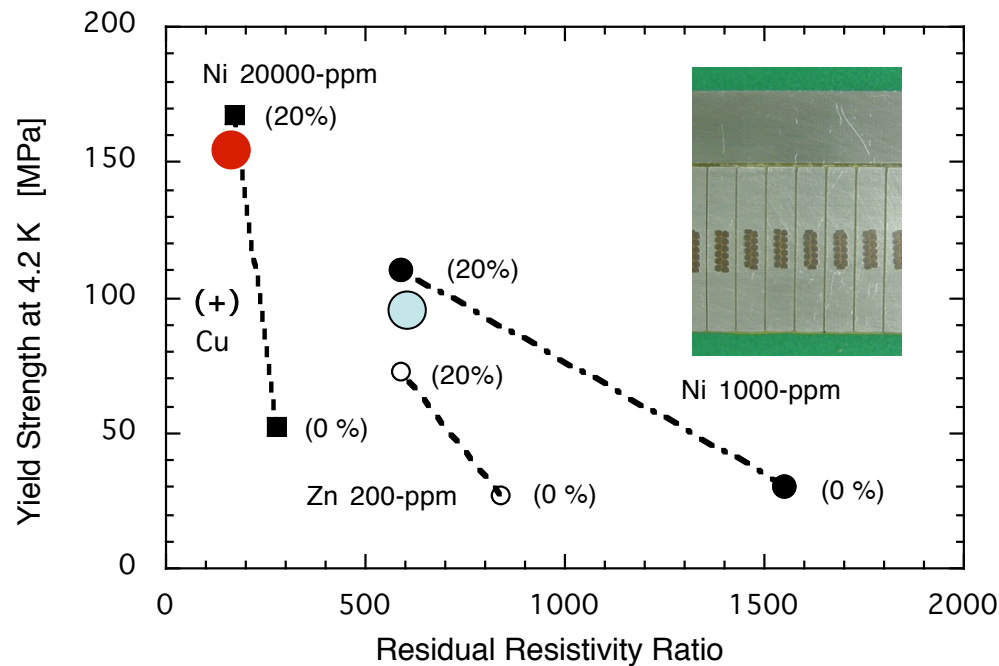 200
Ni 20000-ppm
(20%)
150
Yield Strength at 4.2 K [MPa]
(20%)
100
(+)
Cu
(20%)
Ni 1000-ppm
50
(0 %)
Zn 200-ppm
(0 %)
(0 %)
0
0 500 1000 1500 2000
Residual Resistivity Ratio